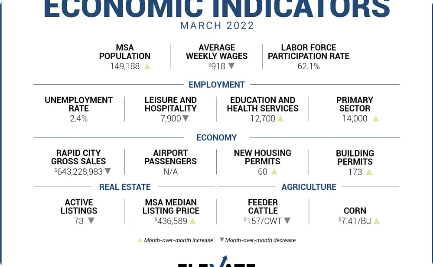 ECONOMIC INDICATORS
MARCH 2022
MSA POPULATION
149,188 ▲
AVERAGE WEEKLY WAGES
$918 ▼
LABOR FORCE PARTICIPATION RATE
62.1%
EMPLOYMENT
UNEMPLOYMENT RATE
2.4%
LEISURE AND HOSPITALITY
7,900 ▼
EDUCATION AND HEALTH SERVICES
12,700 ▲
PRIMARY SECTOR
14,000 ▲
ECONOMY
RAPID CITY GROSS SALES
$643,228,983 ▼
AIRPORT PASSENGERS
N/A
NEW HOUSING PERMITS
60 ▲
BUILDING PERMITS
173 ▲
REAL ESTATE
ACTIVE LISTINGS
73 ▼
MSA MEDIAN LISTING PRICE
$436,589 ▲
AGRICULTURE
FEEDER CATTLE
$157/CWT ▼
CORN
$7.41/BU ▲
▲ Month-over-month increase ▼ Month-over-month decrease
ELEVATE